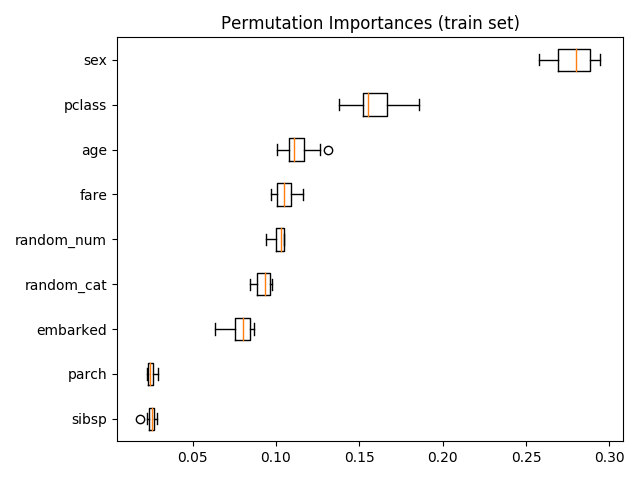 Permutation Importances (train set)
sex
pclass
age
fare
random_num
random_cat
embarked
parch
sibsp
0.05 0.10 0.15 0.20 0.25 0.30